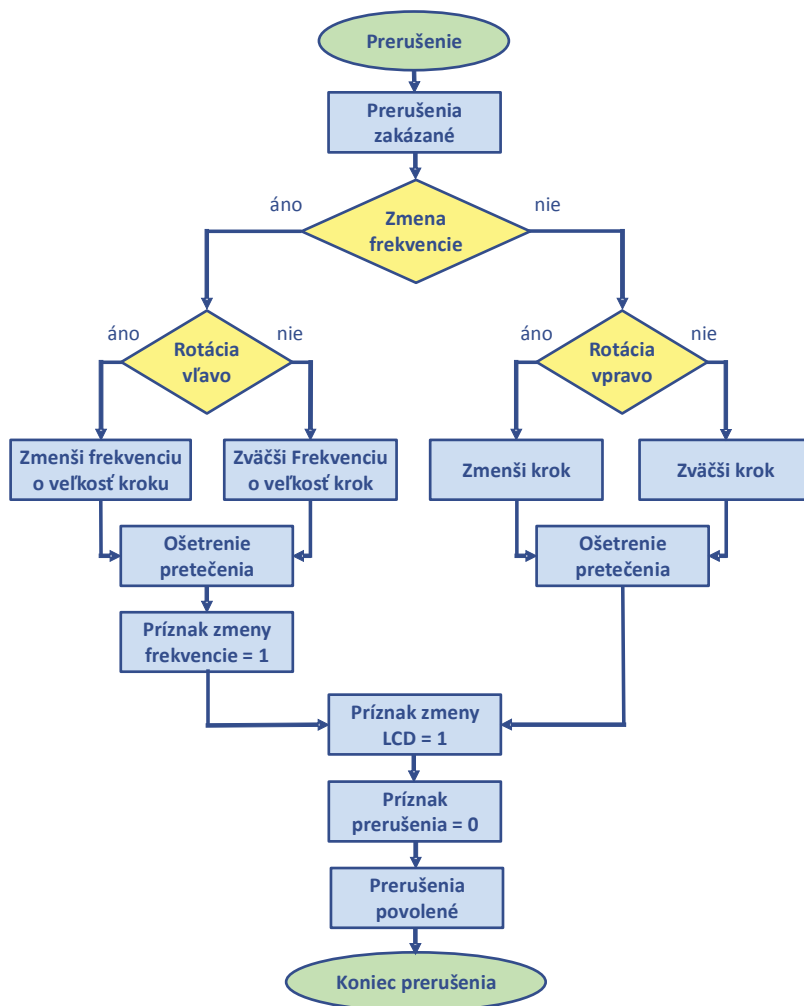 Prerušenie
Prerušenia
zakázané
áno
nie
Zmena
frekvencie
áno
nie
Rotácia
vľavo
áno
nie
Rotácia
vpravo
Zmenši frekvenciu
o veľkosť kroku
Zväčši Frekvenciu
o veľkosť krok
Zmenši krok
Zväčši krok
Ošetrenie
pretečenia
Ošetrenie
pretečenia
Príznak zmeny
frekvencie = 1
Príznak zmeny
LCD = 1
Príznak
prerušenia = 0
Prerušenia
povolené
Koniec prerušenia